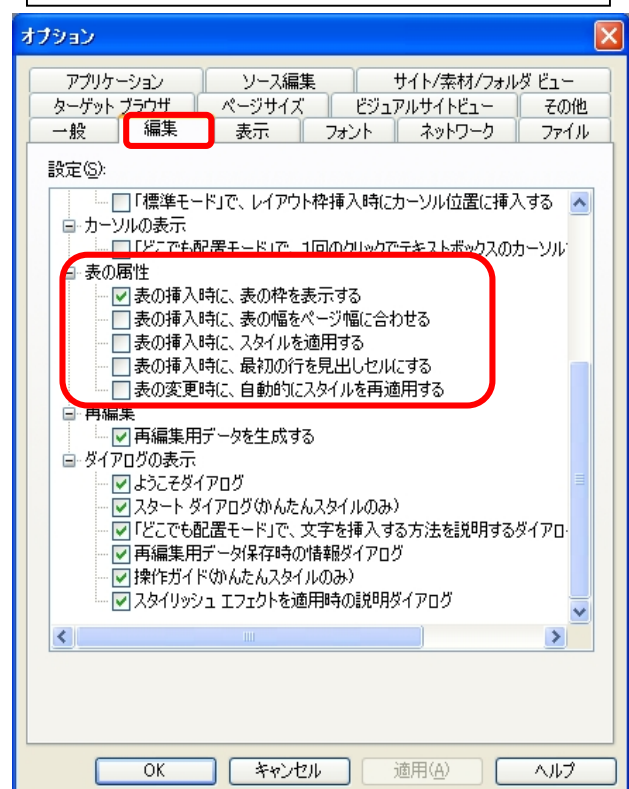 オプション
アプリケーション ソース編集 サイト/素材/フォルダ ビュー
ターゲット ブラウザ ページサイズ ビジュアルサイトビュー その他
一般 編集 表示 フォント ネットワーク ファイル
設定(S):
「標準モード」で、レイアウト枠挿入時にカーソル位置に挿入する
カーソルの表示
「どこでも配置モード」で、1回のクリックでテキストボックスのカーソル
表の属性
表の挿入時に、表の枠を表示する
表の挿入時に、表の幅をページ幅に合わせる
表の挿入時に、スタイルを適用する
表の挿入時に、最初の行を見出しセルにする
表の変更時に、自動的にスタイルを再適用する
再編集
再編集用データを生成する
ダイアログの表示
ようこそダイアログ
スタート ダイアログ(かんたんスタイルのみ)
「どこでも配置モード」で、文字を挿入する方法を説明するダイアロ
再編集用データ保存時の情報ダイアログ
操作ガイド(かんたんスタイルのみ)
スタイリッシュ エフェクトを適用時の説明ダイアログ
OK キャンセル 適用(A) ヘルプ